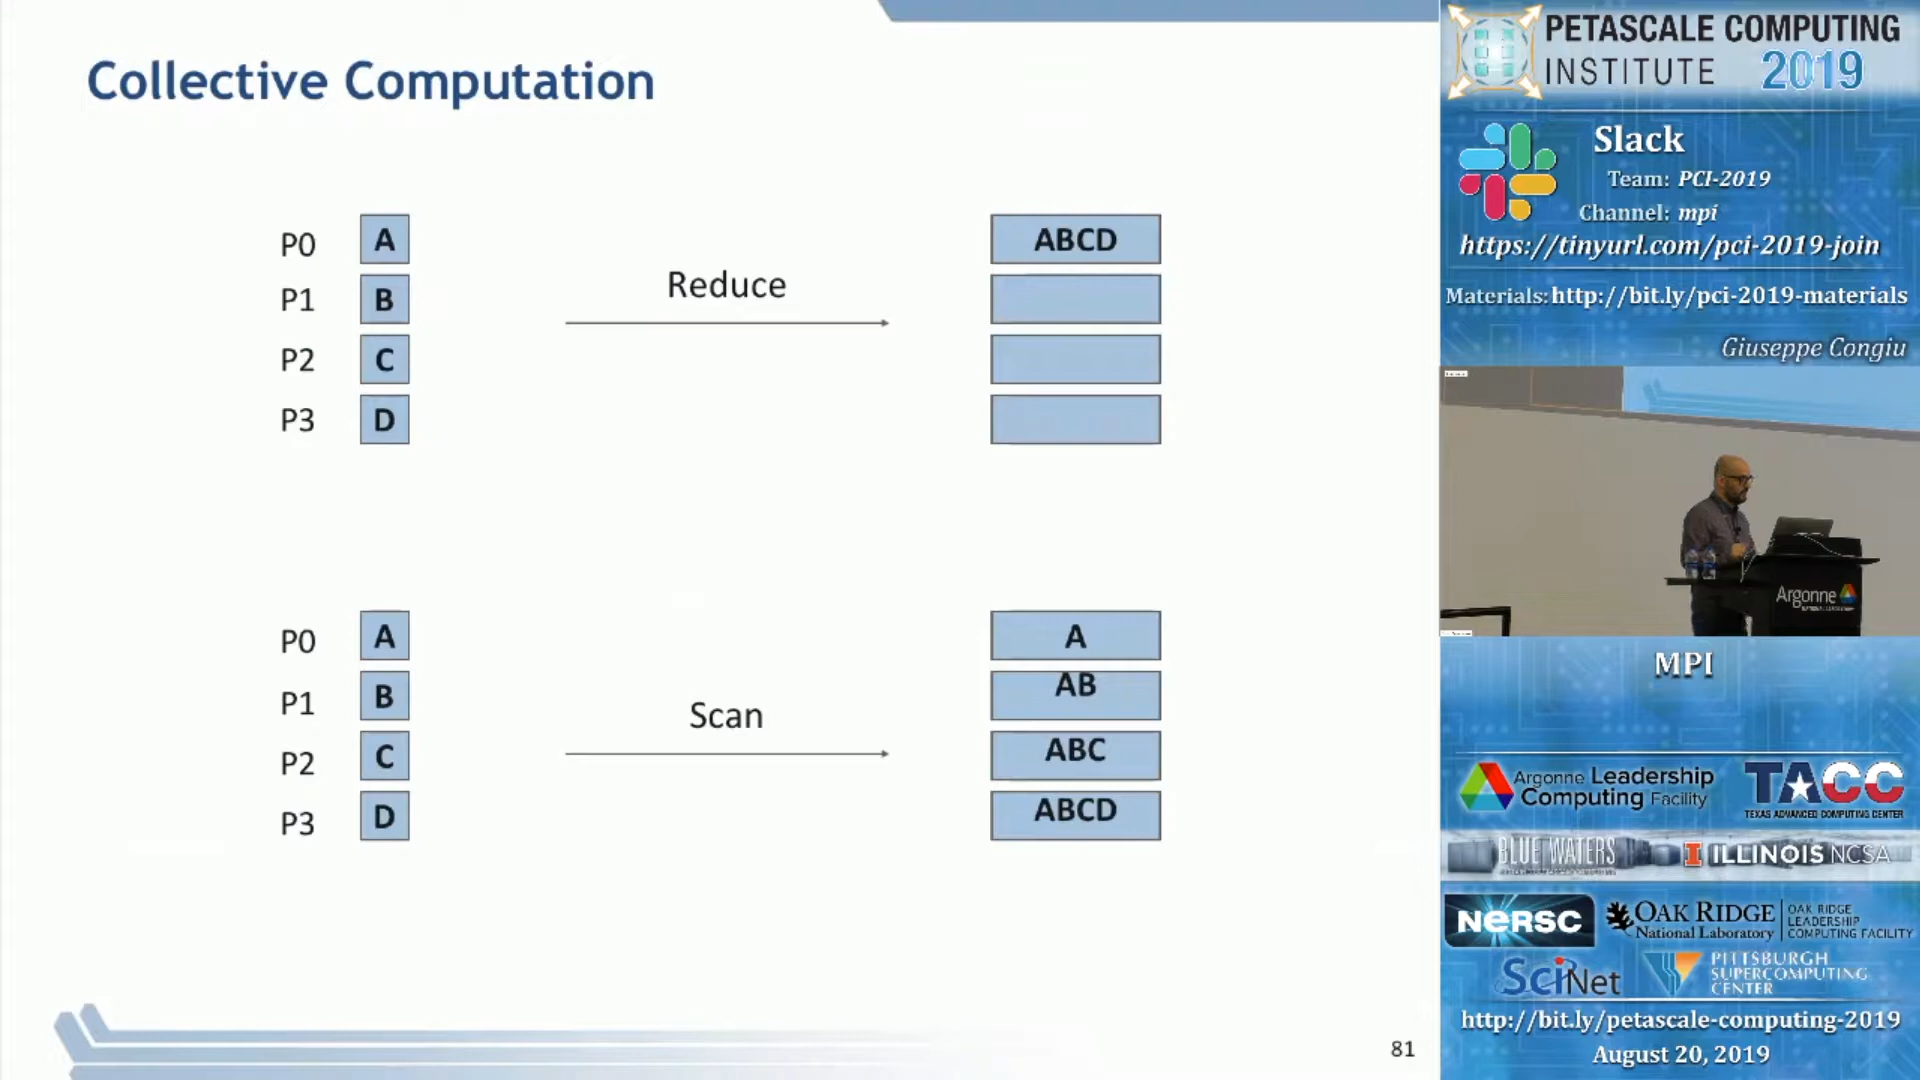 Collective Computation
P0 A
P1 B
P2 C
P3 D
Reduce
ABCD
P0 A
P1 B
P2 C
P3 D
Scan
A
AB
ABC
ABCD
81
PETASCALE COMPUTING
INSTITUTE 2019
Slack
Team: PCI-2019
Channel: mpi
https://tinyurl.com/pci-2019-join
Materials: http://bit.ly/pci-2019-materials
Giuseppe Congiu
Argonne
MPI
Argonne Leadership
Computing Facility
TACC
TEXAS ADVANCED COMPUTING CENTER
BLUE WATERS
ILLINOIS NCSA
NERSC
OAK RIDGE
National Laboratory
OAK RIDGE
LEADERSHIP
COMPUTING FACILITY
SciNet
PITTSBURGH
SUPERCOMPUTING
CENTER
http://bit.ly/petascale-computing-2019
August 20, 2019